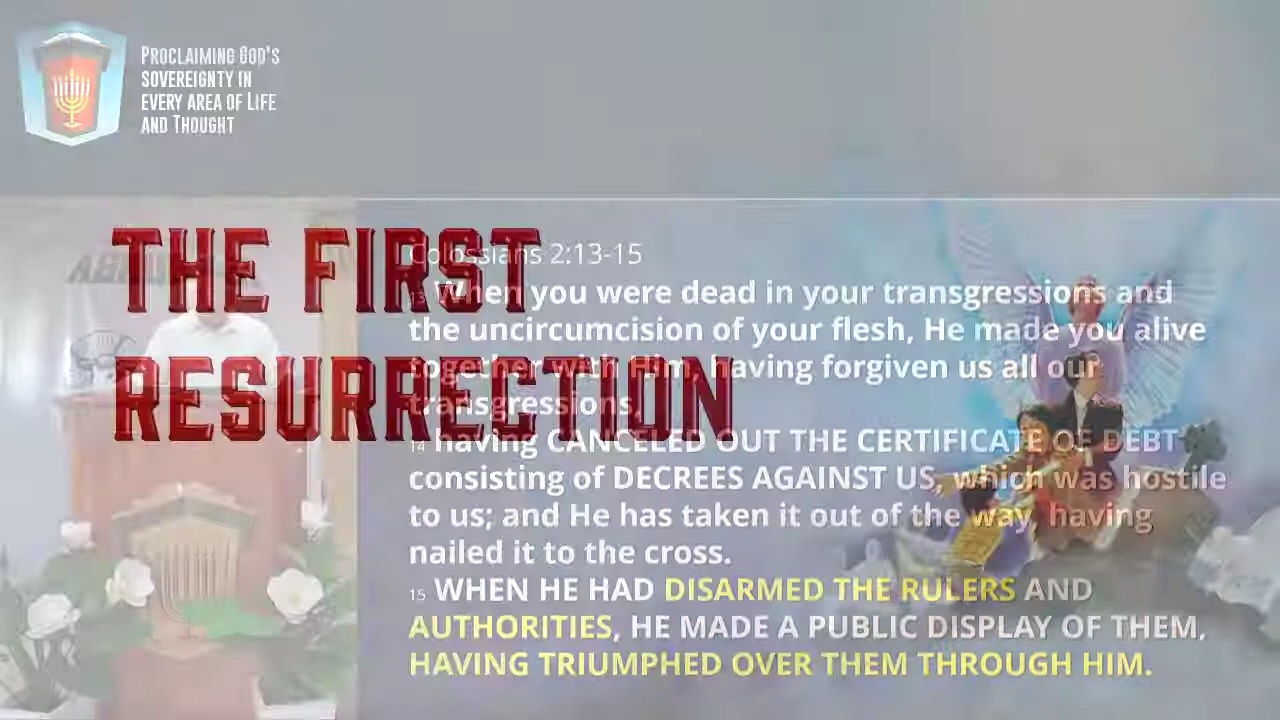 PROCLAIMING GOD'S
SOVEREIGNTY IN
EVERY AREA OF LIFE
AND THOUGHT
THE FIRST
RESURRECTION
Colossians 2:13-15
13 When you were dead in your transgressions and
the uncircumcision of your flesh, He made you alive
together with Him, having forgiven us all our
transgressions,
14 having CANCELED OUT THE CERTIFICATE OF DEBT
consisting of DECREES AGAINST US, which was hostile
to us; and He has taken it out of the way, having
nailed it to the cross.
15 WHEN HE HAD DISARMED THE RULERS AND
AUTHORITIES, HE MADE A PUBLIC DISPLAY OF THEM,
HAVING TRIUMPHED OVER THEM THROUGH HIM.